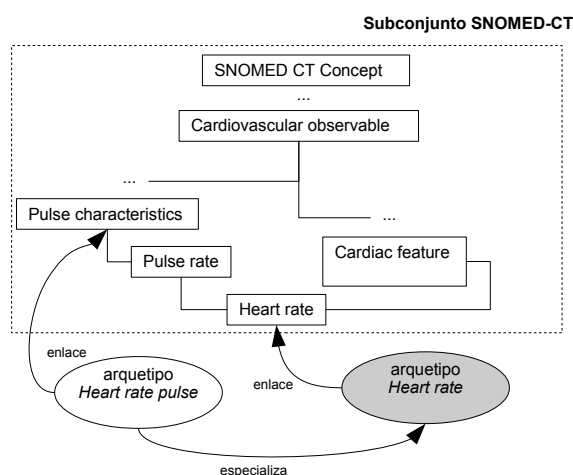 Subconjunto SNOMED-CT
SNOMED CT Concept
...
Cardiovascular observable
...
...
Pulse characteristics
Pulse rate
Cardiac feature
Heart rate
enlace
arquetipo
Heart rate pulse
enlace
arquetipo
Heart rate
especializa